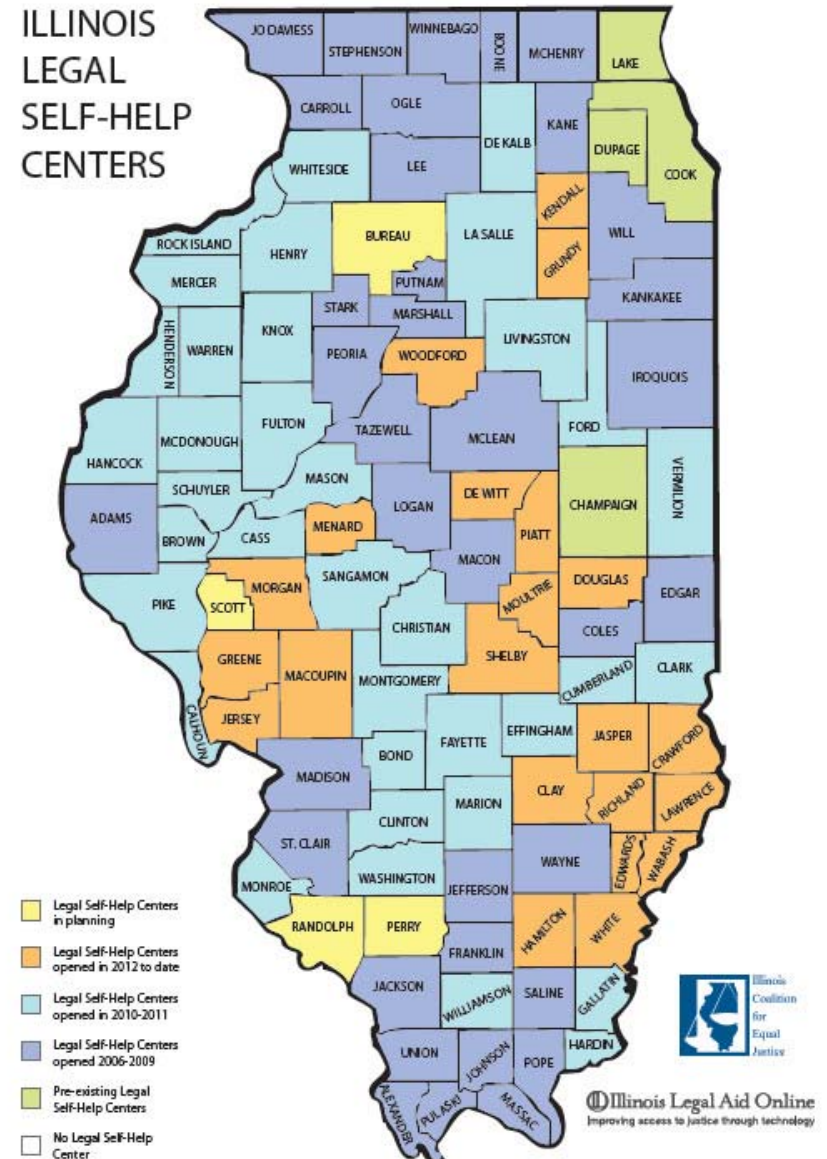 ILLINOIS
LEGAL
SELF-HELP
CENTERS
JO DAVIESS
STEPHENSON
WINNEBAGO
BOONE
MCHENRY
LAKE
CARROLL
OGLE
DE KALB
KANE
DUPAGE
COOK
WHITESIDE
LEE
KENDALL
ROCK ISLAND
HENRY
BUREAU
LA SALLE
GRUNDY
WILL
MERCER
PUTNAM
KANKAKEE
HENDERSON
WARREN
KNOX
STARK
MARSHALL
LIVINGSTON
PEORIA
WOODFORD
IROQUOIS
HANCOCK
MCDONOUGH
FULTON
TAZEWELL
MCLEAN
FORD
VERMILION
SCHUYLER
MASON
LOGAN
DE WITT
CHAMPAIGN
ADAMS
BROWN
CASS
MENARD
PIATT
MACON
PIKE
SCOTT
MORGAN
SANGAMON
MOULTRIE
DOUGLAS
EDGAR
CHRISTIAN
COLES
GREENE
MACOUPIN
SHELBY
MONTGOMERY
CUMBERLAND
CLARK
CALHOUN
JERSEY
FAYETTE
EFFINGHAM
JASPER
CRAWFORD
MADISON
BOND
CLAY
RICHLAND
LAWRENCE
MARION
CLINTON
ST. CLAIR
WAYNE
EDWARDS
WABASH
MONROE
WASHINGTON
JEFFERSON
RANDOLPH
PERRY
HAMILTON
WHITE
FRANKLIN
JACKSON
WILLIAMSON
SALINE
GALLATIN
UNION
JOHNSON
POPE
HARDIN
ALEXANDER
PULASKI
MASSAC
Legal Self-Help Centers
in planning
Legal Self-Help Centers
opened in 2012 to date
Legal Self-Help Centers
opened in 2010-2011
Legal Self-Help Centers
opened 2006-2009
Pre-existing Legal
Self-Help Centers
No Legal Self-Help
Center
Illinois
Coalition
for
Equal
Justice
Illinois Legal Aid Online
Improving access to justice through technology